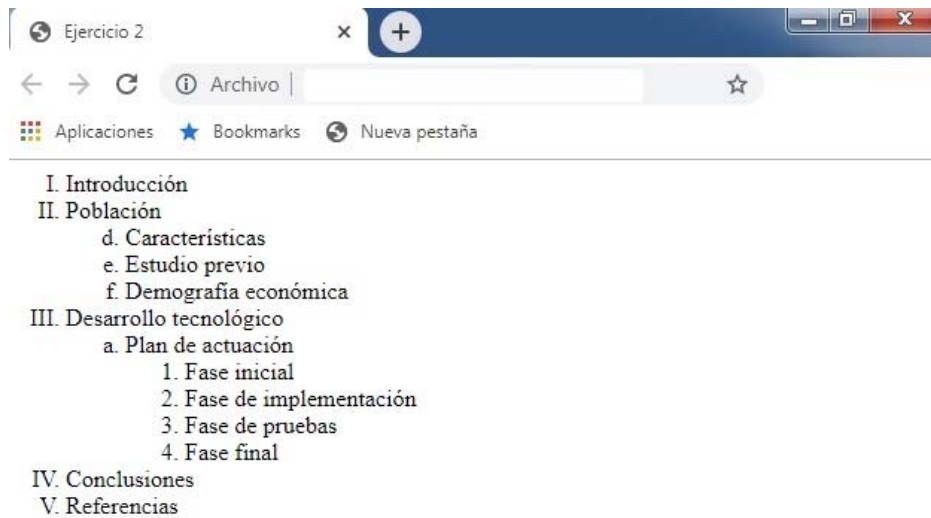 Ejercicio 2
Archivo
Aplicaciones Bookmarks Nueva pestaña
I. Introducción
II. Población
d. Características
e. Estudio previo
f. Demografía económica
III. Desarrollo tecnológico
a. Plan de actuación
1. Fase inicial
2. Fase de implementación
3. Fase de pruebas
4. Fase final
IV. Conclusiones
V. Referencias